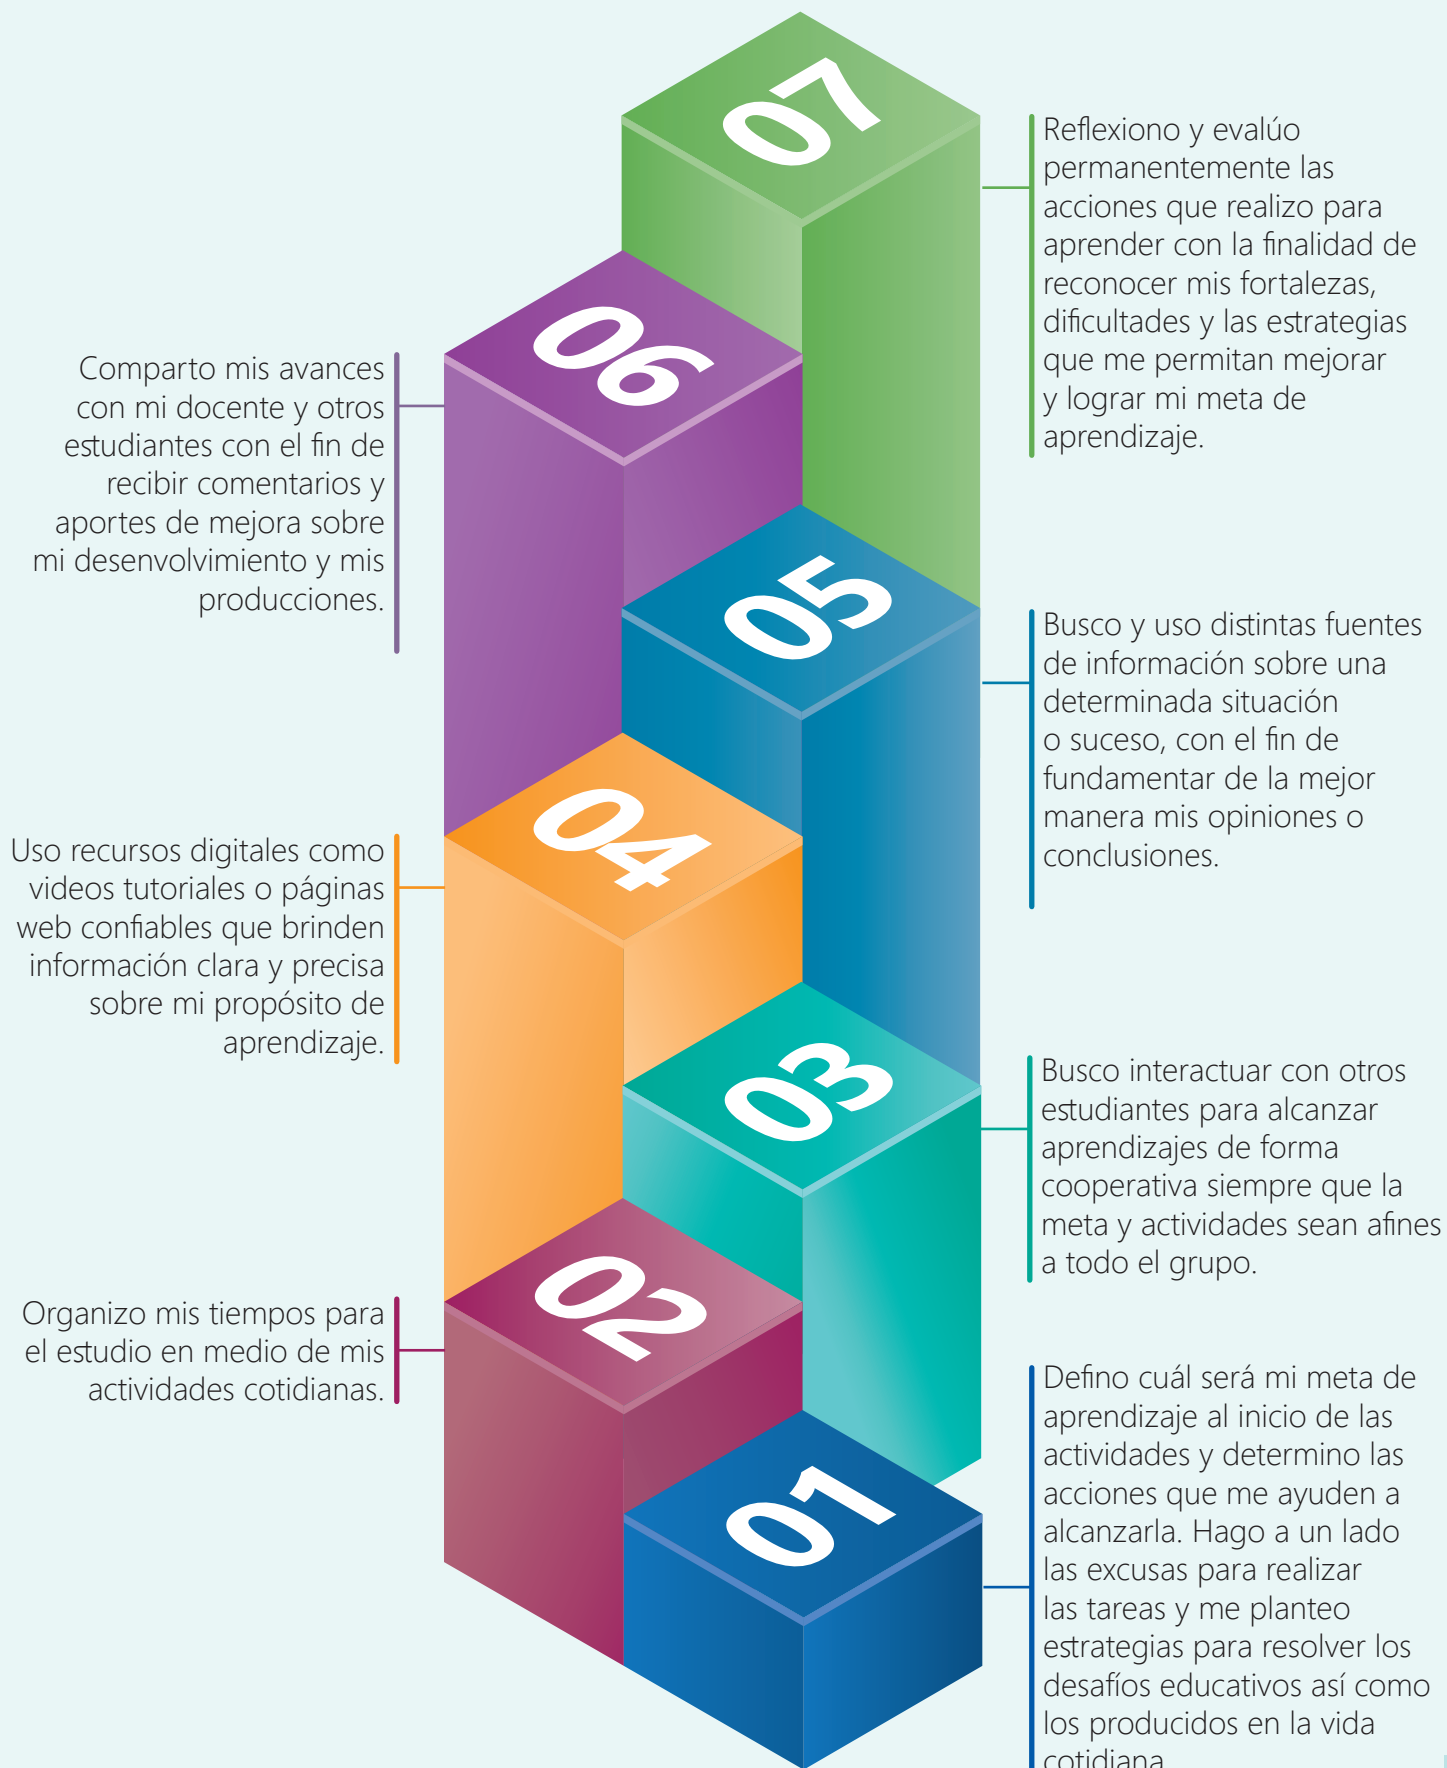 07
Reflexiono y evalúo
permanentemente las
acciones que realizo para
aprender con la finalidad de
reconocer mis fortalezas,
dificultades y las estrategias
que me permitan mejorar
y lograr mi meta de
aprendizaje.
06
Comparto mis avances
con mi docente y otros
estudiantes con el fin de
recibir comentarios y
aportes de mejora sobre
mi desenvolvimiento y mis
producciones.
05
Busco y uso distintas fuentes
de información sobre una
determinada situación
o suceso, con el fin de
fundamentar de la mejor
manera mis opiniones o
conclusiones.
04
Uso recursos digitales como
videos tutoriales o páginas
web confiables que brinden
información clara y precisa
sobre mi propósito de
aprendizaje.
03
Busco interactuar con otros
estudiantes para alcanzar
aprendizajes de forma
cooperativa siempre que la
meta y actividades sean afines
a todo el grupo.
02
Organizo mis tiempos para
el estudio en medio de mis
actividades cotidianas.
01
Defino cuál será mi meta de
aprendizaje al inicio de las
actividades y determino las
acciones que me ayuden a
alcanzarla. Hago a un lado
las excusas para realizar
las tareas y me planteo
estrategias para resolver los
desafíos educativos así como
los producidos en la vida
cotidiana